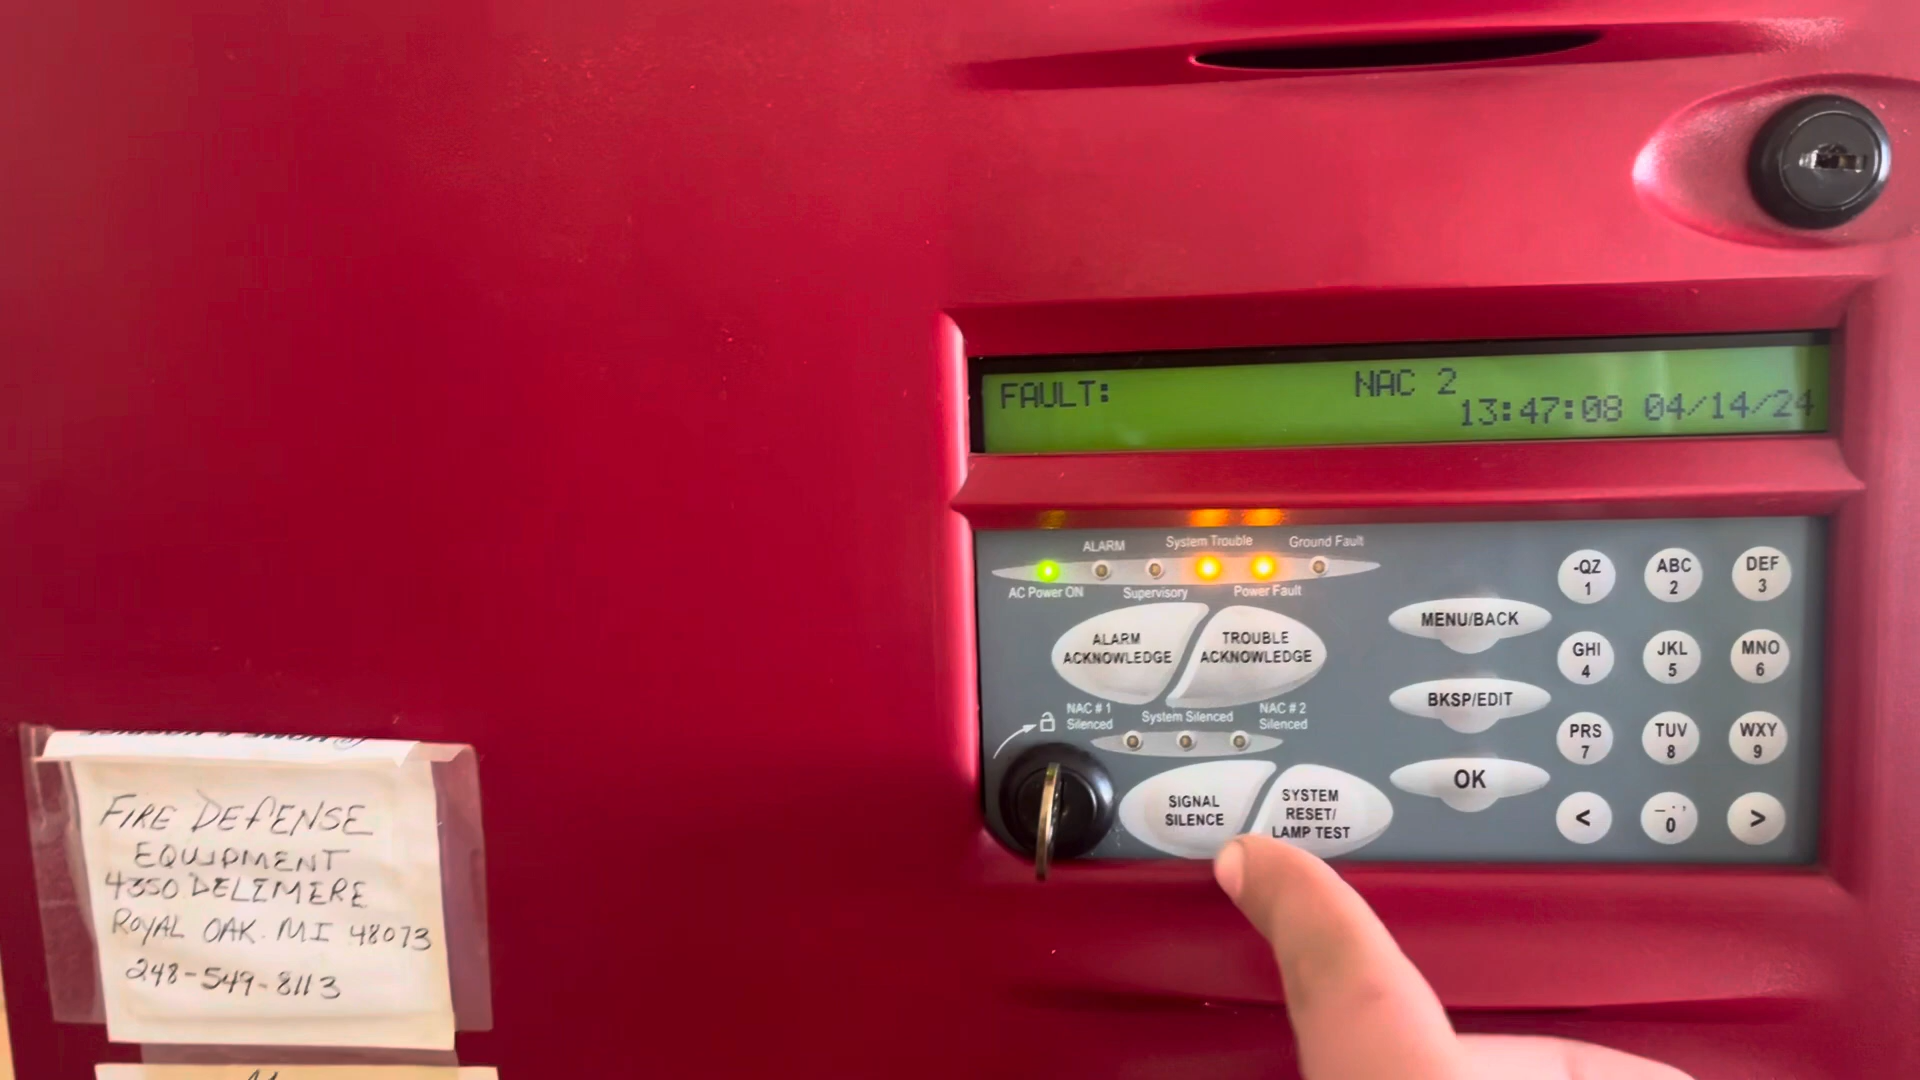 FAULT: NAC 2
13:47:08 04/14/24
ALARM
System Trouble
Ground Fault
AC Power ON
Supervisory
Power Fault
ALARM
ACKNOWLEDGE
TROUBLE
ACKNOWLEDGE
NAC # 1
Silenced
System Silenced
NAC # 2
Silenced
SIGNAL
SILENCE
SYSTEM
RESET/
LAMP TEST
MENU/BACK
BKSP/EDIT
OK
-QZ
1
ABC
2
DEF
3
GHI
4
JKL
5
MNO
6
PRS
7
TUV
8
WXY
9
<
_.,
0
>
FIRE DEFENSE
EQUIPMENT
4350 DELEMERE
ROYAL OAK. MI 48073
248-549-8113